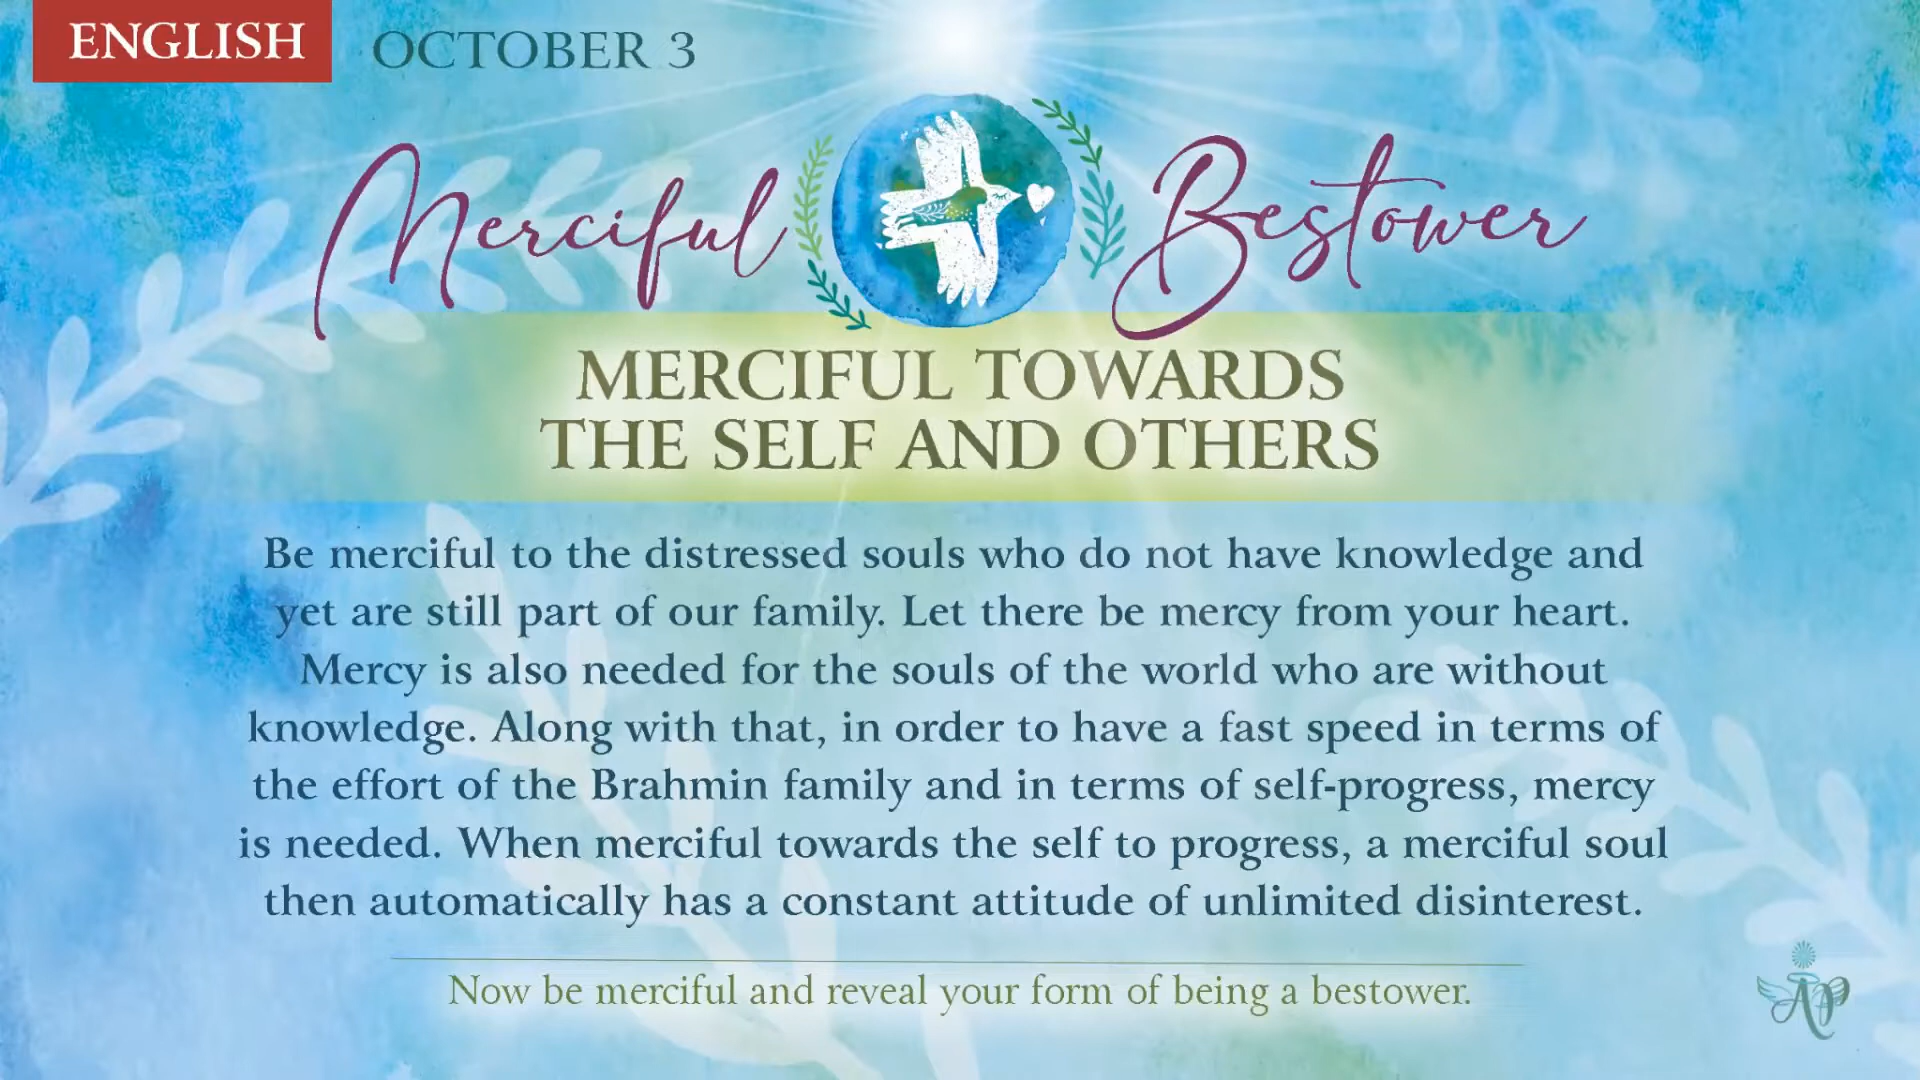 ENGLISH
OCTOBER 3
Merciful Bestower
MERCIFUL TOWARDS
THE SELF AND OTHERS
Be merciful to the distressed souls who do not have knowledge and
yet are still part of our family. Let there be mercy from your heart.
Mercy is also needed for the souls of the world who are without
knowledge. Along with that, in order to have a fast speed in terms of
the effort of the Brahmin family and in terms of self-progress, mercy
is needed. When merciful towards the self to progress, a merciful soul
then automatically has a constant attitude of unlimited disinterest.
Now be merciful and reveal your form of being a bestower.
AP